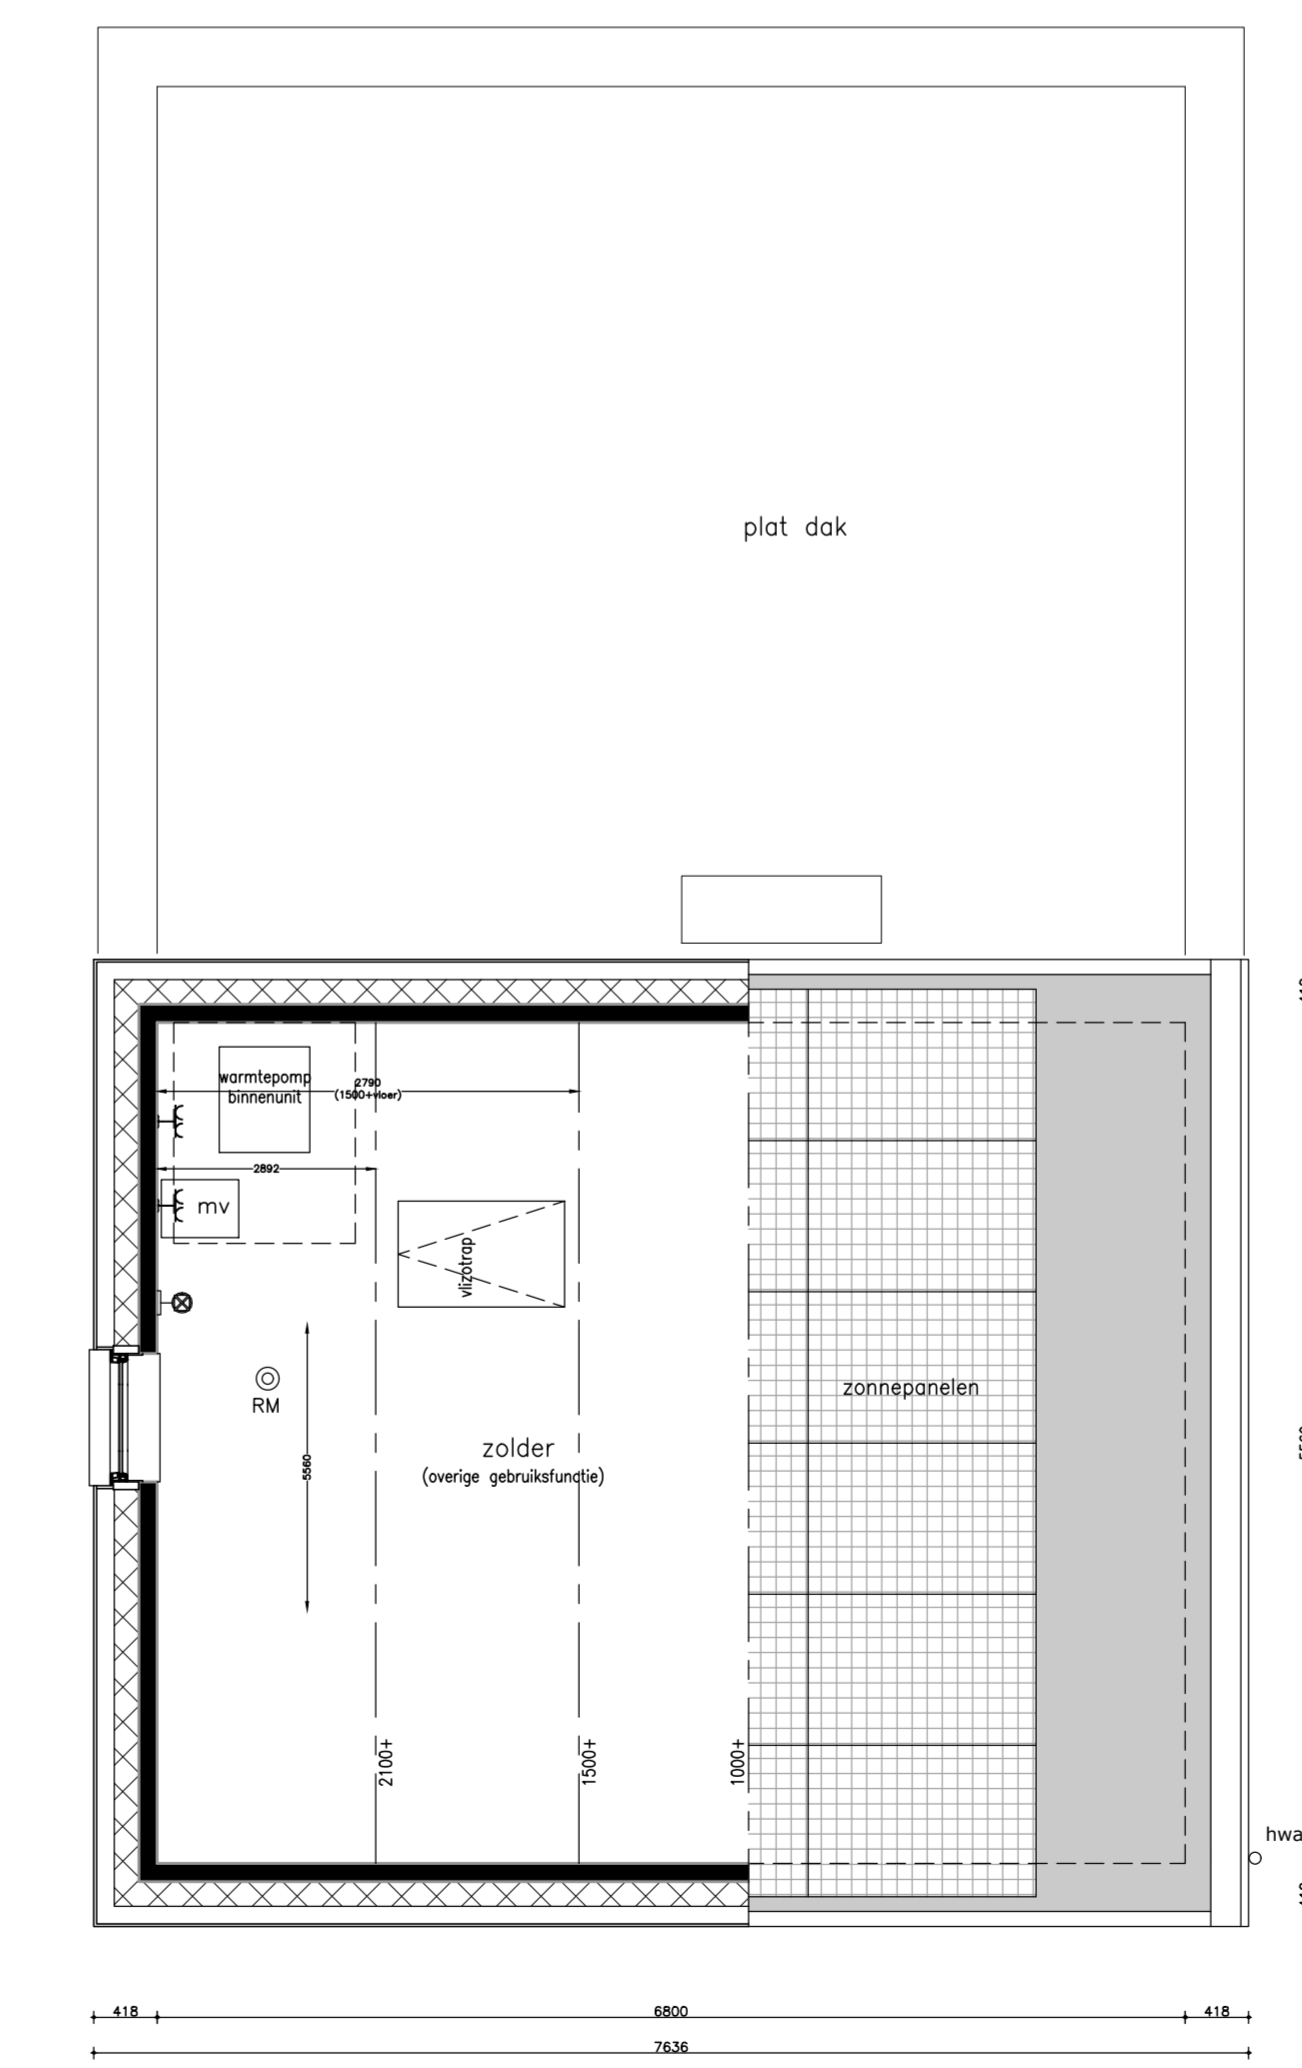 plat dak
warmtepomp
binnenunit
2790
(1500+vloer)
2892
mv
vlizotrap
RM
zonnepanelen
5560
zolder
(overige gebruiksfunctie)
2100+
1500+
1000+
hwa
418
6800
418
7636